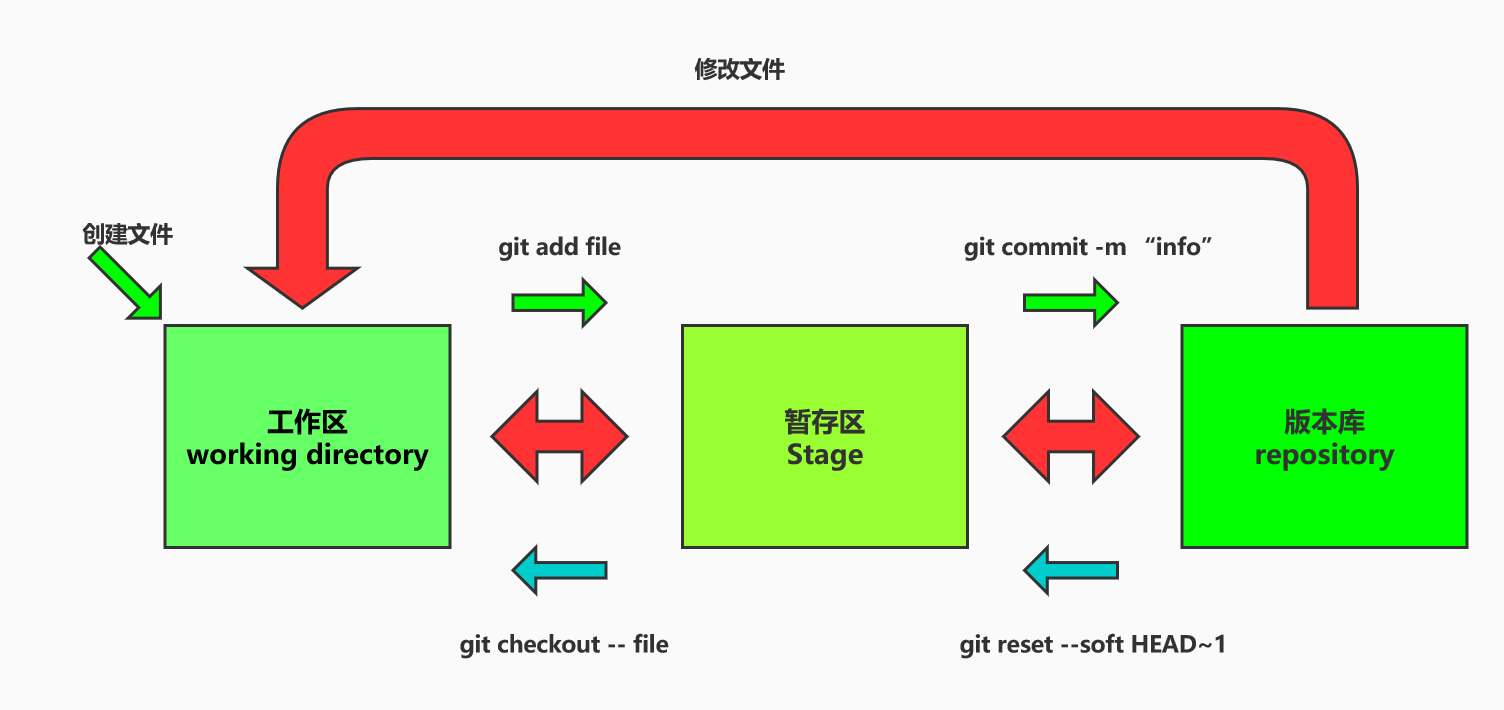 修改文件
创建文件
git add file
git commit -m “info”
工作区
working directory
暂存区
Stage
版本库
repository
git checkout -- file
git reset --soft HEAD~1